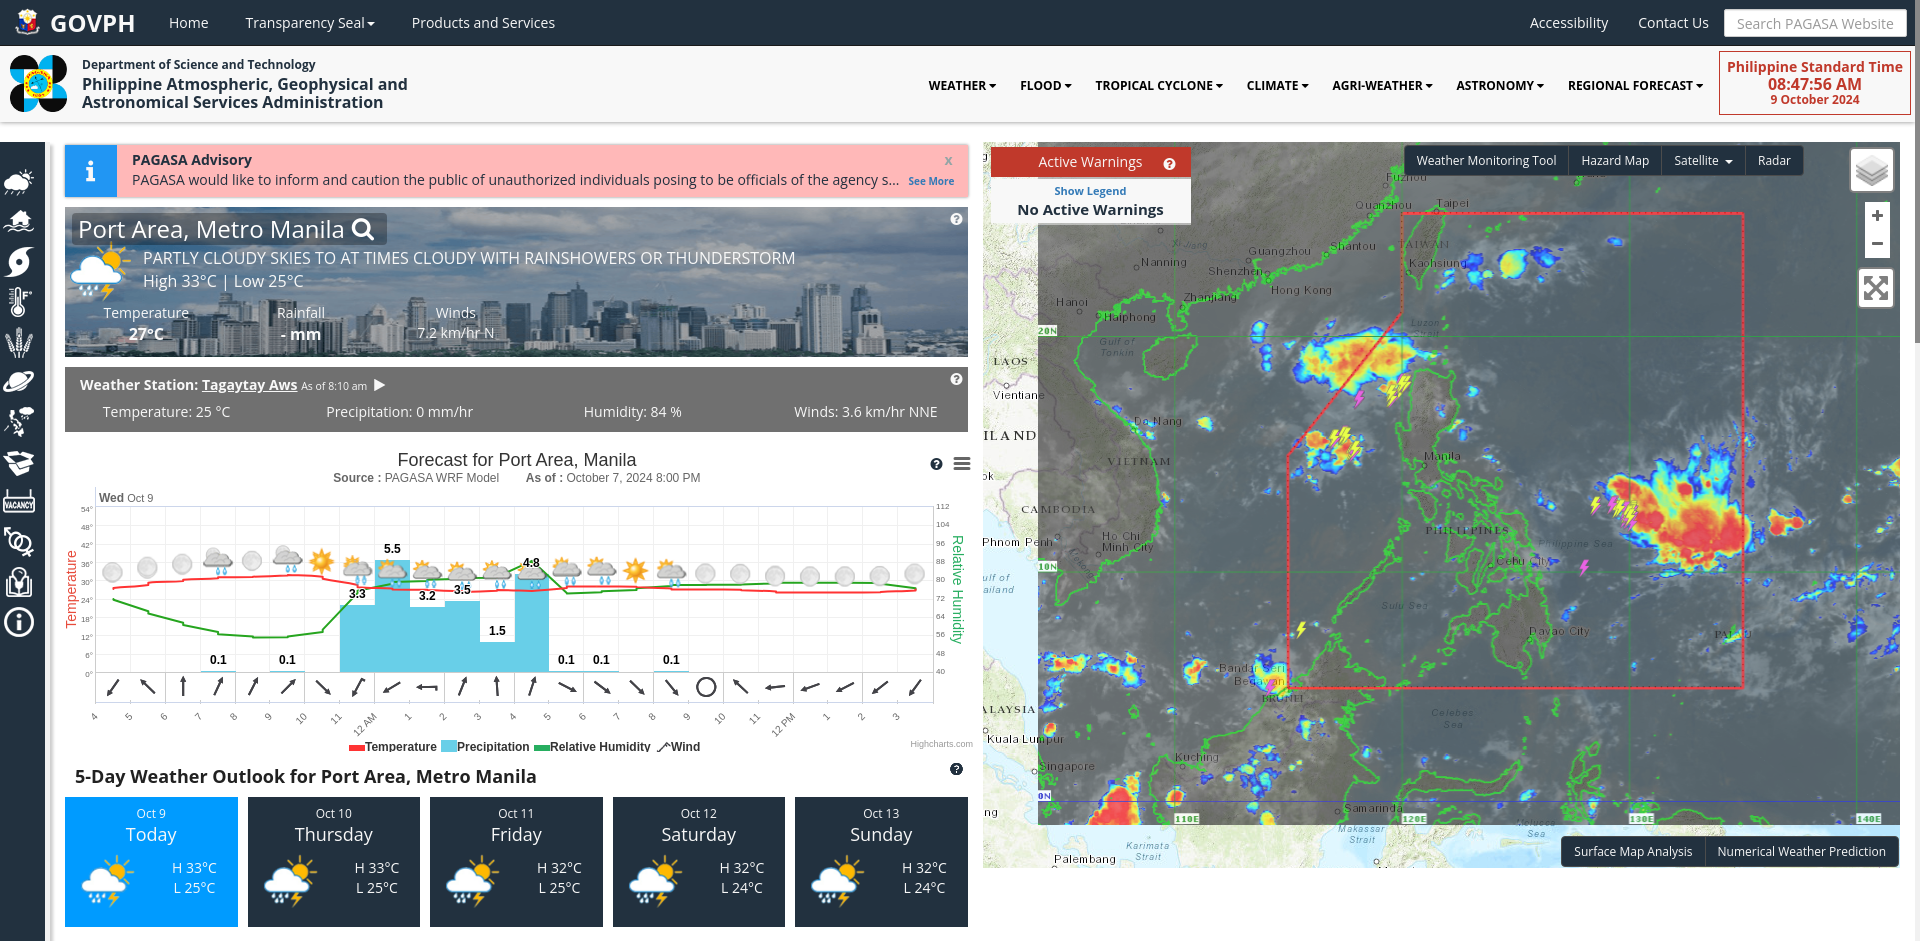 GOVPH
Home
Transparency Seal
Products and Services
Accessibility
Contact Us
Search PAGASA Website
Department of Science and Technology
Philippine Atmospheric, Geophysical and
Astronomical Services Administration
WEATHER
FLOOD
TROPICAL CYCLONE
CLIMATE
AGRI-WEATHER
ASTRONOMY
REGIONAL FORECAST
Philippine Standard Time
08:47:56 AM
9 October 2024
PAGASA Advisory
x
PAGASA would like to inform and caution the public of unauthorized individuals posing to be officials of the agency s...
See More
Port Area, Metro Manila
PARTLY CLOUDY SKIES TO AT TIMES CLOUDY WITH RAINSHOWERS OR THUNDERSTORM
High 33°C | Low 25°C
Temperature
27°C
Rainfall
- mm
Winds
7.2 km/hr N
Weather Station: Tagaytay Aws As of 8:10 am
Temperature: 25 °C
Precipitation: 0 mm/hr
Humidity: 84 %
Winds: 3.6 km/hr NNE
Forecast for Port Area, Manila
Source : PAGASA WRF Model As of : October 7, 2024 8:00 PM
Wed Oct 9
Temperature
54°
48°
42°
36°
30°
24°
18°
12°
6°
0°
Relative Humidity
112
104
96
88
80
72
64
56
48
40
0.1
0.1
3.3
5.5
3.2
3.5
1.5
4.8
0.1
0.1
0.1
4
5
6
7
8
9
10
11
12 AM
1
2
3
4
5
6
7
8
9
10
11
12 PM
1
2
3
Temperature
Precipitation
Relative Humidity
Wind
Highcharts.com
5-Day Weather Outlook for Port Area, Metro Manila
Oct 9
Today
H 33°C
L 25°C
Oct 10
Thursday
H 33°C
L 25°C
Oct 11
Friday
H 32°C
L 25°C
Oct 12
Saturday
H 32°C
L 24°C
Oct 13
Sunday
H 32°C
L 24°C
VACANCY
Active Warnings
Show Legend
No Active Warnings
Weather Monitoring Tool
Hazard Map
Satellite
Radar
+
−
Fuzhou
Quanzhou
Taipei
Xi Jiang
Guangzhou
Shantou
TAIWAN
Nanning
Shenzhen
Kaohsiung
Hanoi
Zhanjiang
Hong Kong
Haiphong
20N
Luzon
Strait
Gulf of
Tonkin
LAOS
Vientiane
Da Nang
ILAND
VIETNAM
Manila
ok
CAMBODIA
Ho Chi
Minh City
Phnom Penh
PHILIPPINES
Philippine Sea
10N
Cebu City
ulf of
ailand
Sulu Sea
Davao City
PALAU
Bandar Seri
Begawan
BRUNEI
ALAYSIA
Celebes
Sea
Kuala Lumpur
Kuching
Singapore
0N
Samarinda
110E
120E
130E
140E
ng
Makassar
Strait
Molucca
Sea
Karimata
Strait
Palembang
Surface Map Analysis
Numerical Weather Prediction